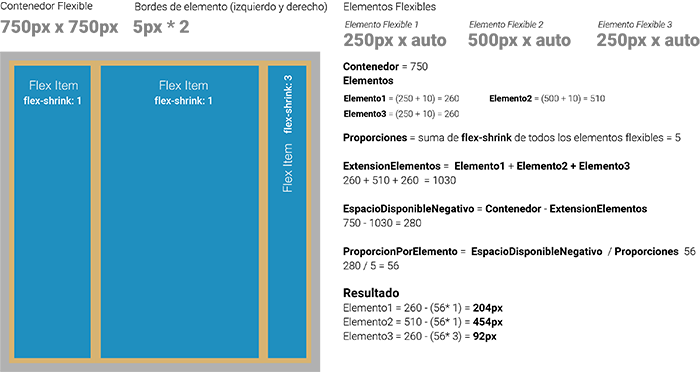 Contenedor Flexible
750px x 750px
Bordes de elemento (izquierdo y derecho)
5px * 2
Flex Item
flex-shrink: 1
Flex Item
flex-shrink: 1
Flex Item flex-shrink: 3
Elementos Flexibles
Elemento Flexible 1
250px x auto
Elemento Flexible 2
500px x auto
Elemento Flexible 3
250px x auto
Contenedor = 750
Elementos
Elemento1 = (250 + 10) = 260 Elemento2 = (500 + 10) = 510
Elemento3 = (250 + 10) = 260
Proporciones = suma de flex-shrink de todos los elementos flexibles = 5
ExtensionElementos = Elemento1 + Elemento2 + Elemento3
260 + 510 + 260 = 1030
EspacioDisponibleNegativo = Contenedor - ExtensionElementos
750 - 1030 = 280
ProporcionPorElemento = EspacioDisponibleNegativo / Proporciones 56
280 / 5 = 56
Resultado
Elemento1 = 260 - (56* 1) = 204px
Elemento2 = 510 - (56* 1) = 454px
Elemento3 = 260 - (56* 3) = 92px